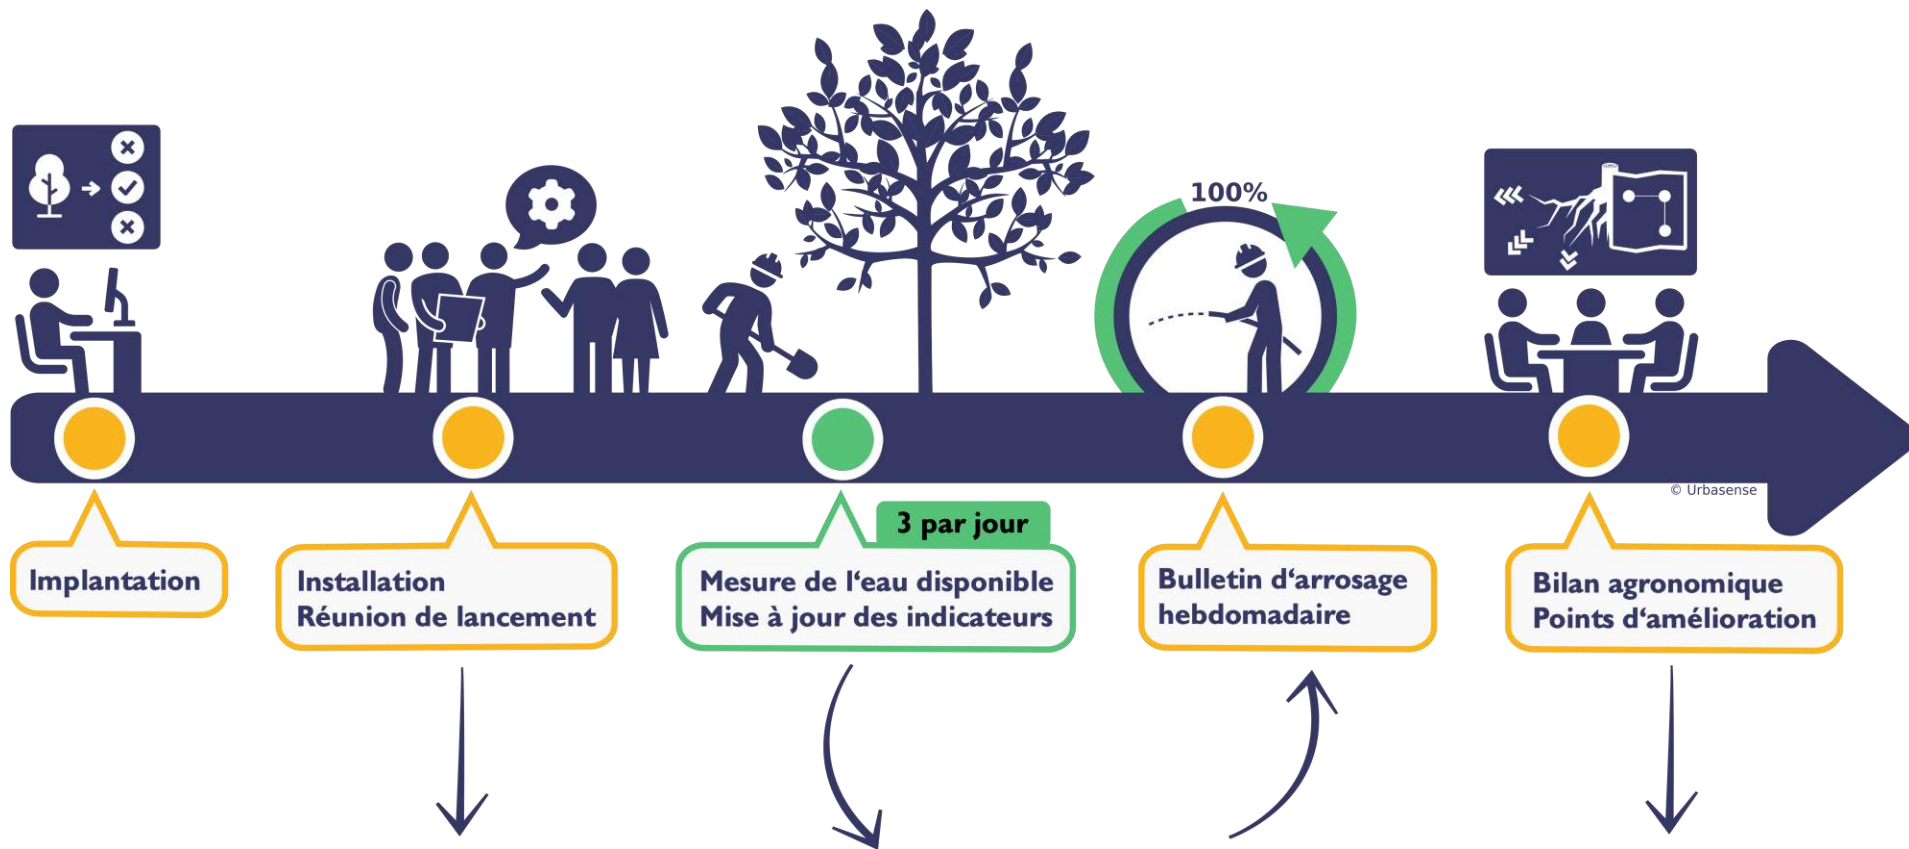 100%
© Urbasense
3 par jour
Implantation
Installation
Réunion de lancement
Mesure de l‘eau disponible
Mise à jour des indicateurs
Bulletin d‘arrosage
hebdomadaire
Bilan agronomique
Points d‘amélioration